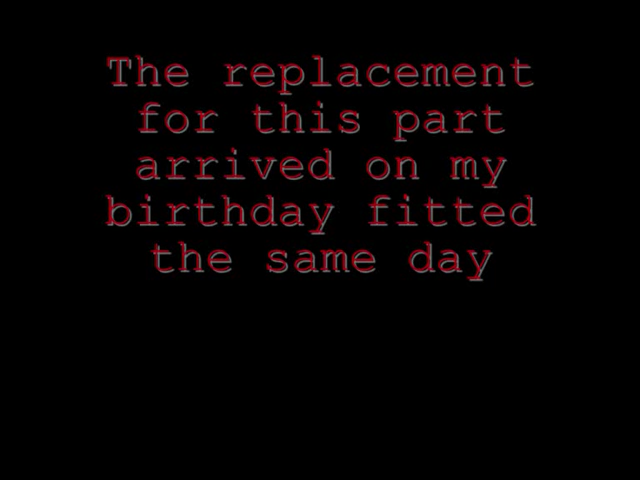 The replacement
for this part
arrived on my
birthday fitted
the same day